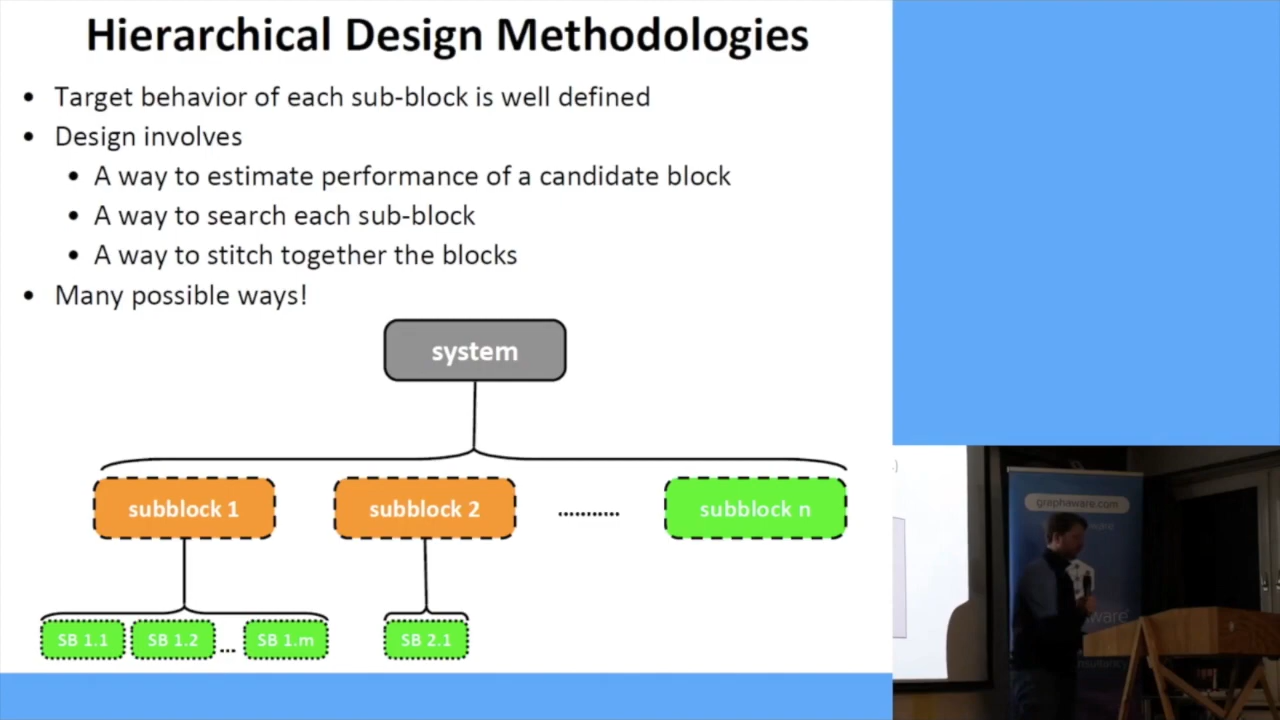 Hierarchical Design Methodologies
• Target behavior of each sub-block is well defined
• Design involves
• A way to estimate performance of a candidate block
• A way to search each sub-block
• A way to stitch together the blocks
• Many possible ways!
system
subblock 1 subblock 2 ........... subblock n
SB 1.1 SB 1.2 ... SB 1.m SB 2.1
graphaware.com